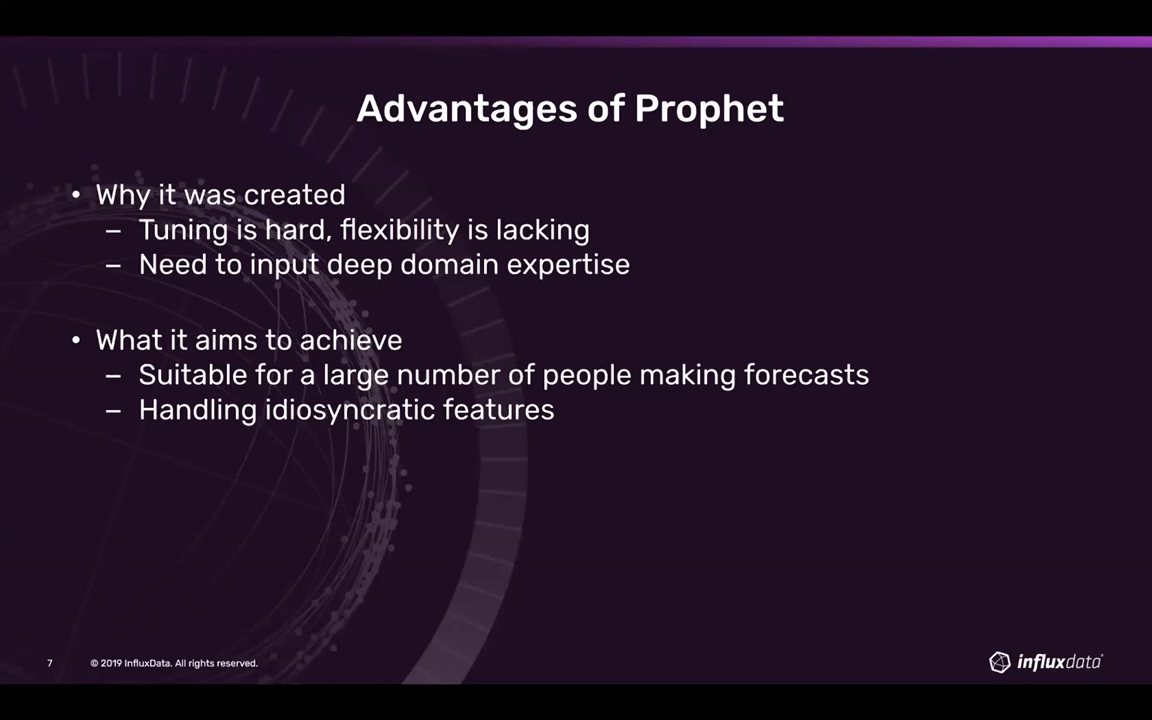 Advantages of Prophet
• Why it was created
– Tuning is hard, flexibility is lacking
– Need to input deep domain expertise
• What it aims to achieve
– Suitable for a large number of people making forecasts
– Handling idiosyncratic features
7 © 2019 InfluxData. All rights reserved.
influxdata